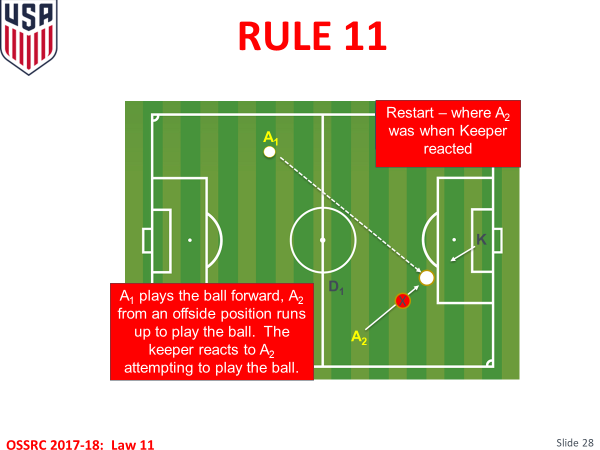 USA
RULE 11
Restart – where A2
was when Keeper
reacted
A1
K
D1
A1 plays the ball forward, A2
from an offside position runs
up to play the ball. The
keeper reacts to A2
attempting to play the ball.
A2
OSSRC 2017-18: Law 11
Slide 28